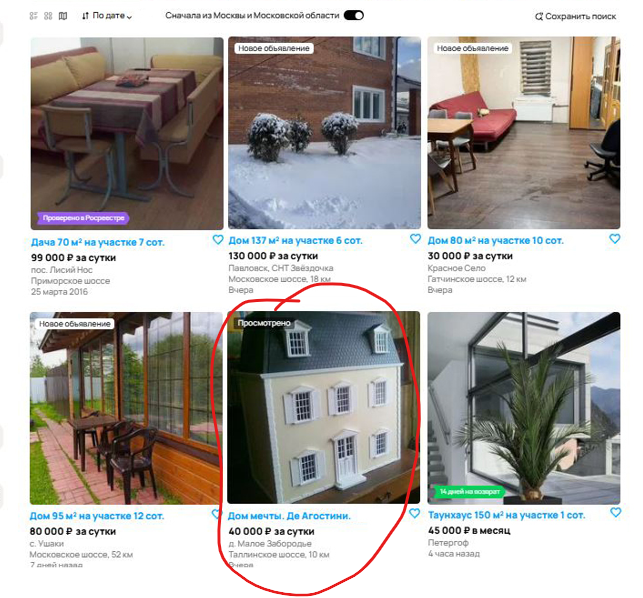 По дате
Сначала из Москвы и Московской области
Сохранить поиск
Проверено в Росреестре
Дача 70 м² на участке 7 сот.
99 000 ₽ за сутки
пос. Лисий Нос
Приморское шоссе
25 марта 2016
Новое объявление
Дом 137 м² на участке 6 сот.
130 000 ₽ за сутки
Павловск, СНТ Звёздочка
Московское шоссе, 18 км
Вчера
Новое объявление
Дом 80 м² на участке 10 сот.
30 000 ₽ за сутки
Красное Село
Гатчинское шоссе, 12 км
Вчера
Новое объявление
Дом 95 м² на участке 12 сот.
80 000 ₽ за сутки
с. Ушаки
Московское шоссе, 52 км
7 дней назад
Просмотрено
Дом мечты. Де Агостини.
40 000 ₽ за сутки
д. Малое Забородье
Таллинское шоссе, 10 км
Вчера
14 дней на возврат
Таунхаус 150 м² на участке 1 сот.
45 000 ₽ в месяц
Петергоф
4 часа назад